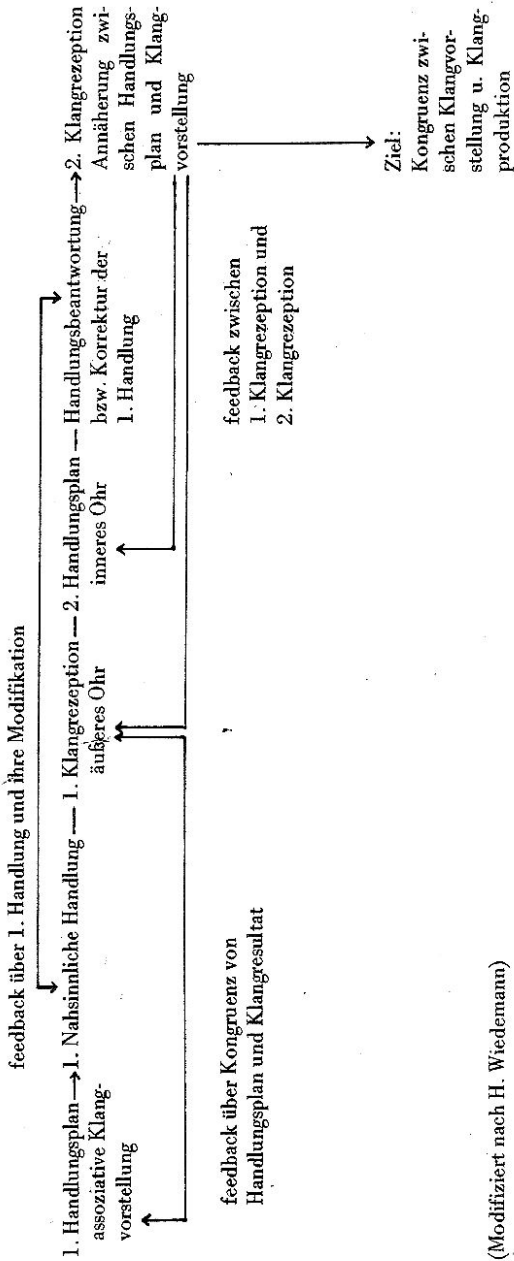 feedback über 1. Handlung und ihre Modifikation
1. Handlungsplan → 1. Nahsinnliche Handlung — 1. Klangrezeption — 2. Handlungsplan — Handlungsbeantwortung → 2. Klangrezeption
assoziative Klang-
vorstellung
äußeres Ohr
inneres Ohr
bzw. Korrektur der
1. Handlung
Annäherung zwi-
schen Handlungs-
plan und Klang-
vorstellung
feedback über Kongruenz von
Handlungsplan und Klangresultat
feedback zwischen
1. Klangrezeption und
2. Klangrezeption
Ziel:
Kongruenz zwi-
schen Klangvor-
stellung u. Klang-
produktion
(Modifiziert nach H. Wiedemann)